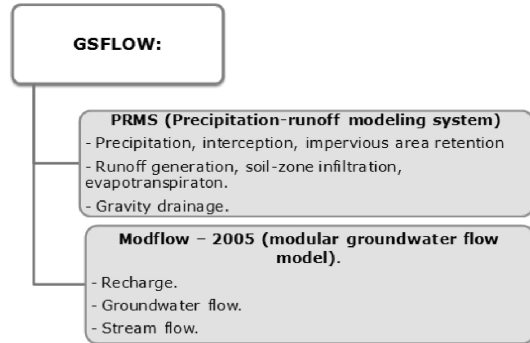 GSFLOW:
PRMS (Precipitation-runoff modeling system)
- Precipitation, interception, impervious area retention
- Runoff generation, soil-zone infiltration,
evapotranspiraton.
- Gravity drainage.
Modflow – 2005 (modular groundwater flow
model).
- Recharge.
- Groundwater flow.
- Stream flow.